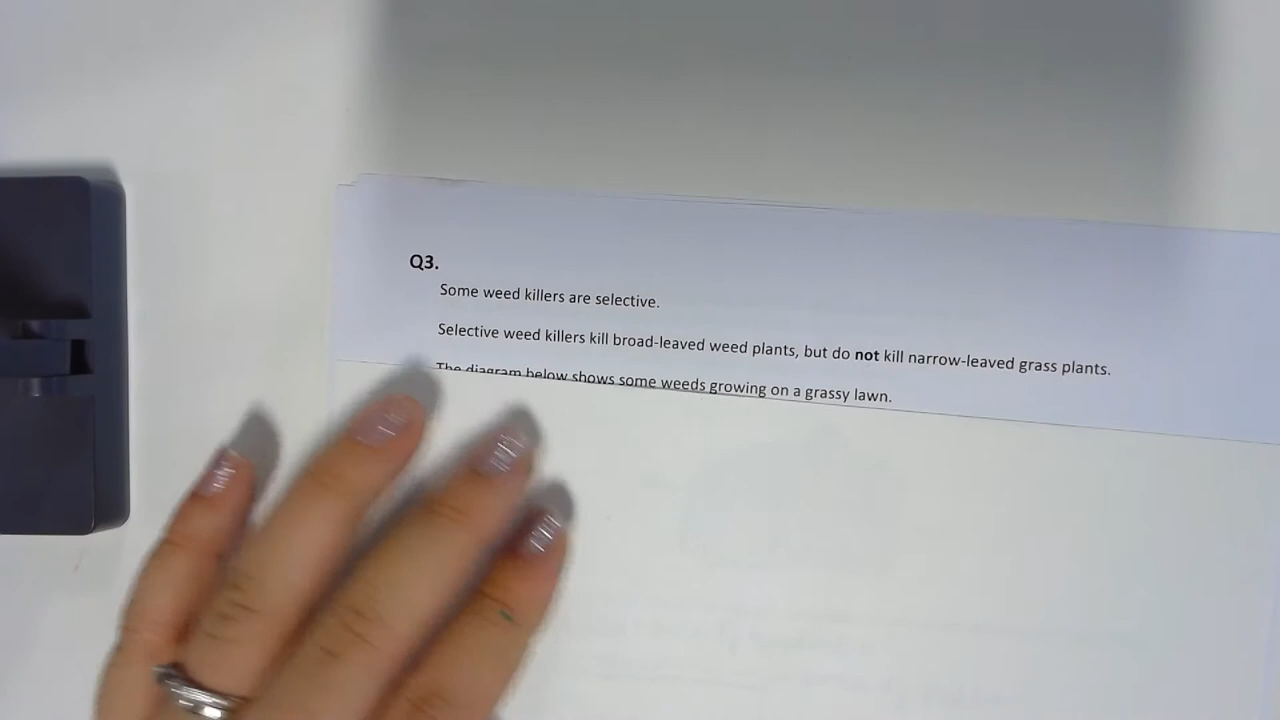 Q3.
Some weed killers are selective.
Selective weed killers kill broad-leaved weed plants, but do not kill narrow-leaved grass plants.
The diagram below shows some weeds growing on a grassy lawn.